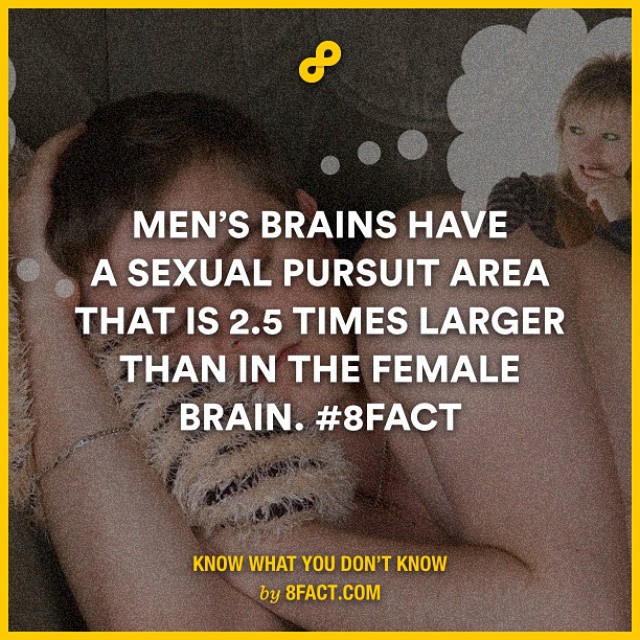 MEN'S BRAINS HAVE
A SEXUAL PURSUIT AREA
THAT IS 2.5 TIMES LARGER
THAN IN THE FEMALE
BRAIN. #8FACT
KNOW WHAT YOU DON'T KNOW
by 8FACT.COM